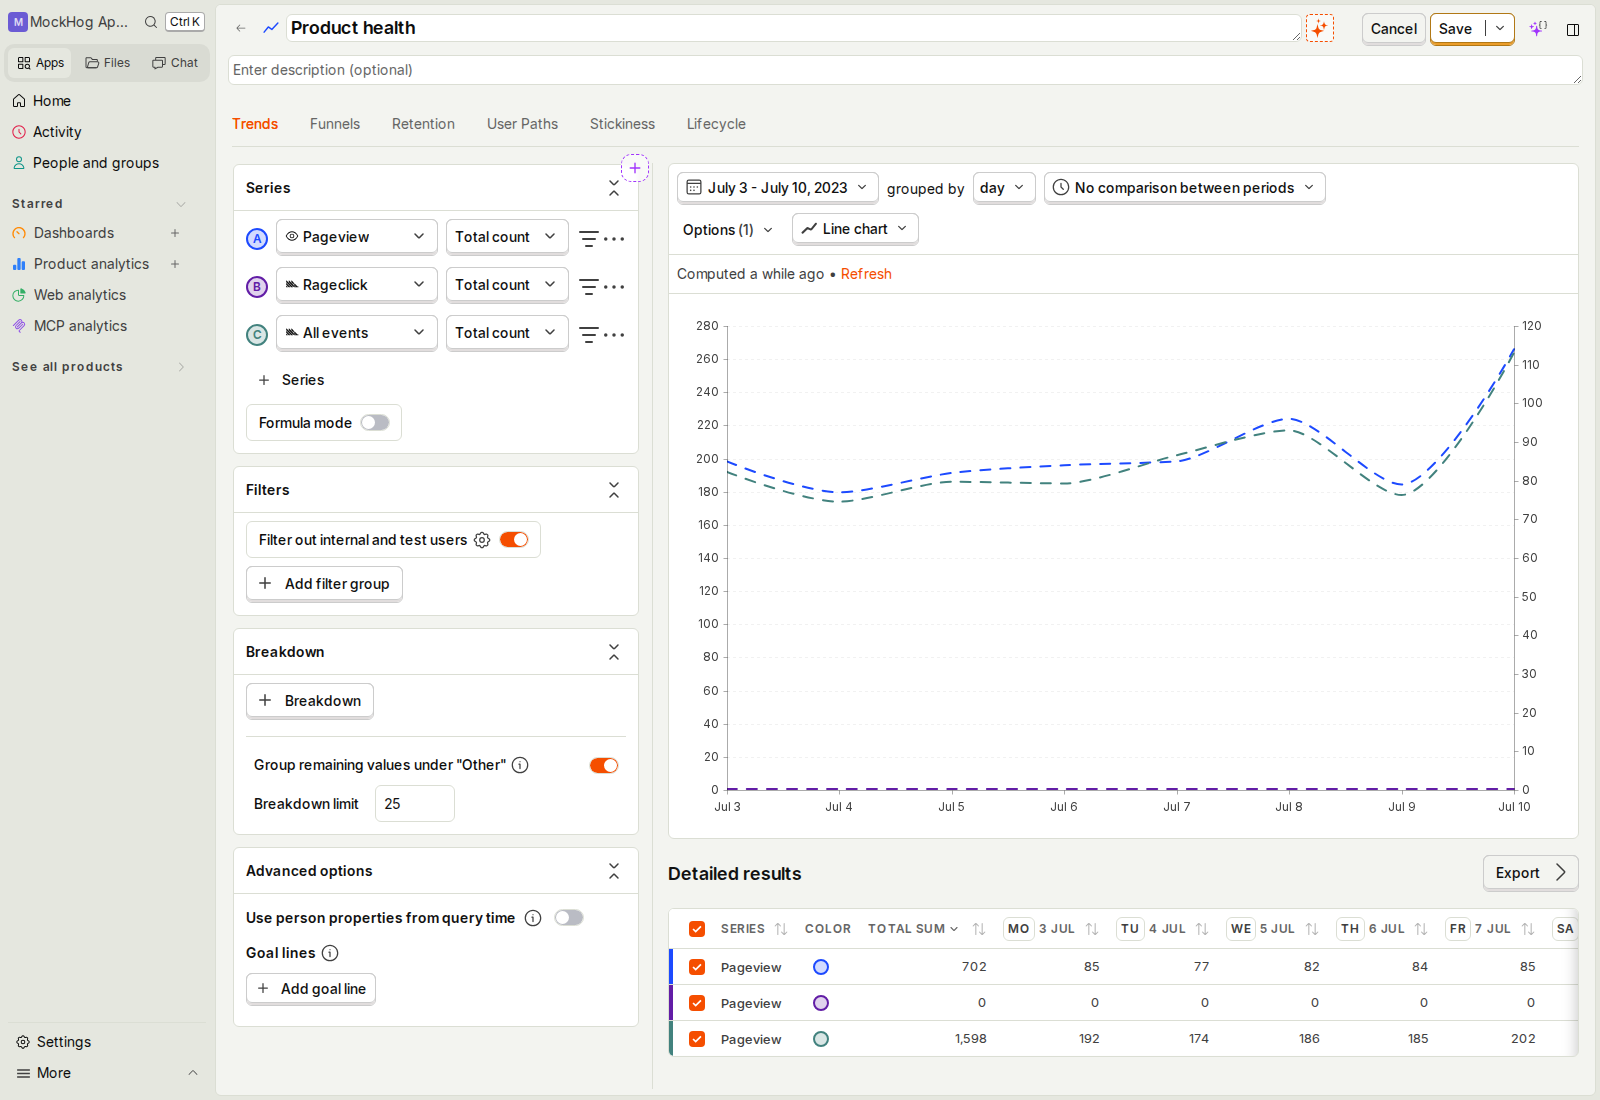 M MockHog Ap... Ctrl K
Apps Files Chat
Home
Activity
People and groups
Starred
Dashboards
Product analytics
Web analytics
MCP analytics
See all products
Settings
More
Product health
Cancel Save
Enter description (optional)
Trends Funnels Retention User Paths Stickiness Lifecycle
Series
A Pageview Total count
B Rageclick Total count
C All events Total count
Series
Formula mode
Filters
Filter out internal and test users
Add filter group
Breakdown
Breakdown
Group remaining values under "Other"
Breakdown limit 25
Advanced options
Use person properties from query time
Goal lines
Add goal line
July 3 - July 10, 2023 grouped by day No comparison between periods
Options (1) Line chart
Computed a while ago • Refresh
280
260
240
220
200
180
160
140
120
100
80
60
40
20
0
120
110
100
90
80
70
60
50
40
30
20
10
0
Jul 3 Jul 4 Jul 5 Jul 6 Jul 7 Jul 8 Jul 9 Jul 10
Detailed results
Export
SERIES COLOR TOTAL SUM MO 3 JUL TU 4 JUL WE 5 JUL TH 6 JUL FR 7 JUL SA
Pageview 702 85 77 82 84 85
Pageview 0 0 0 0 0 0
Pageview 1,598 192 174 186 185 202